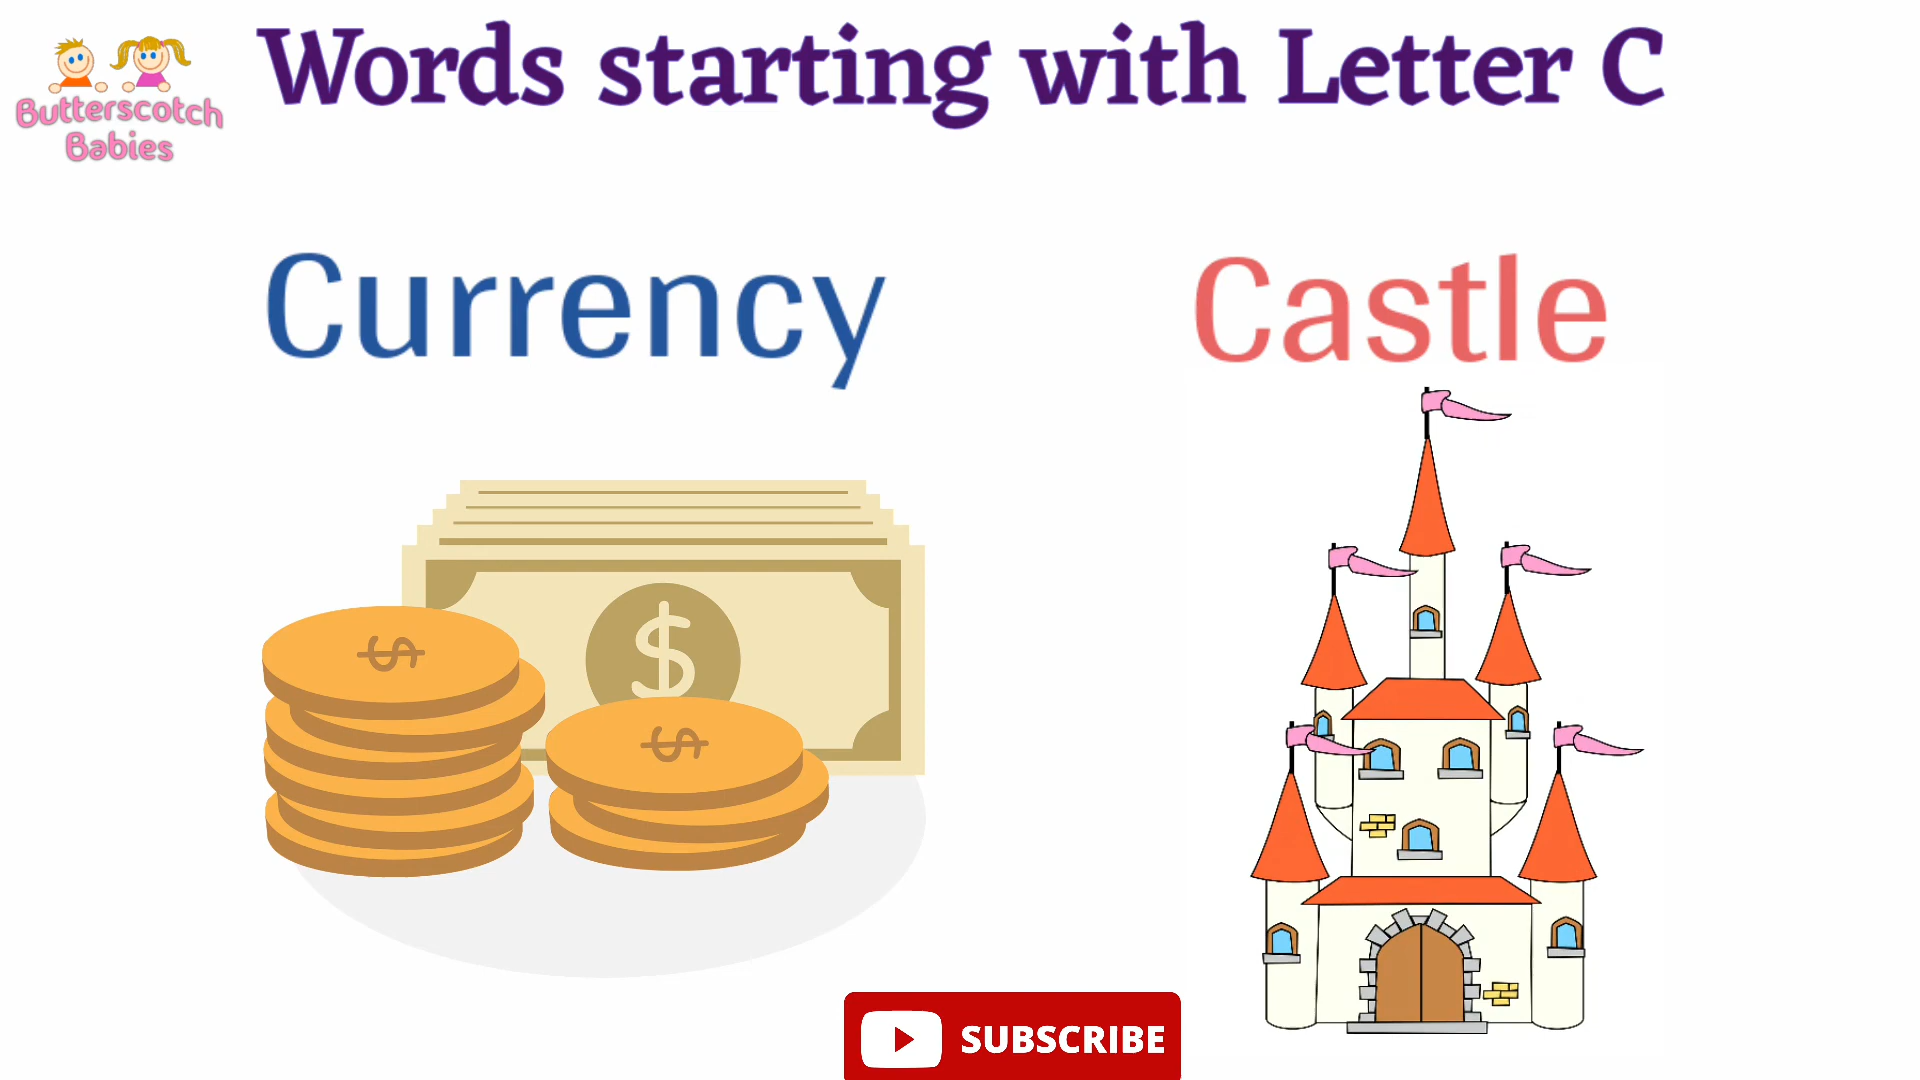 Words starting with Letter C
Butterscotch
Babies
Currency
Castle
$
$
$
SUBSCRIBE